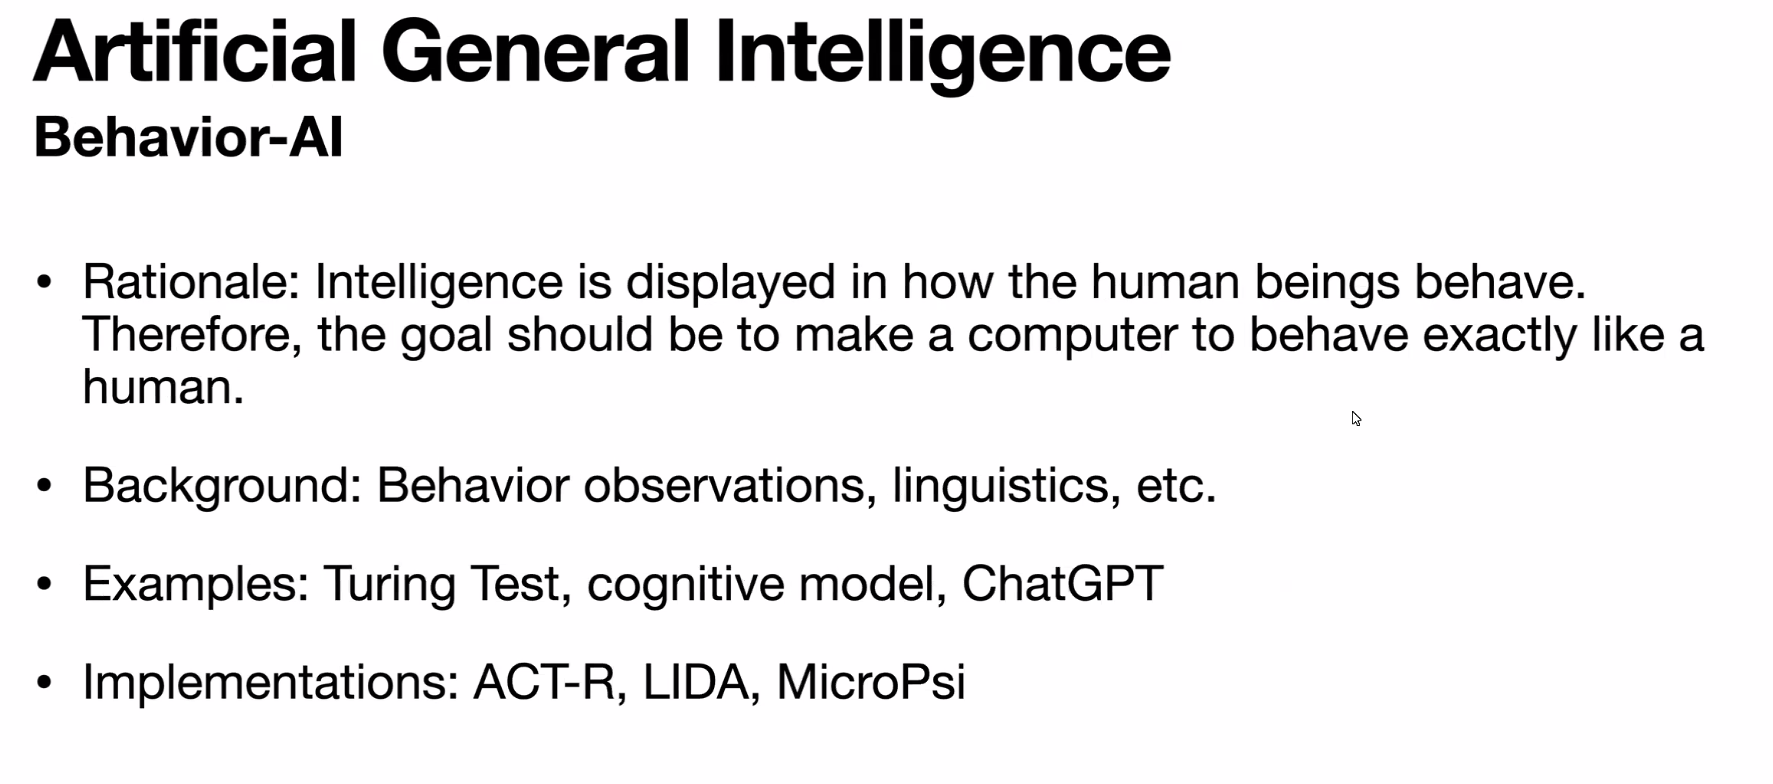 Artificial General Intelligence
Behavior-AI
• Rationale: Intelligence is displayed in how the human beings behave.
Therefore, the goal should be to make a computer to behave exactly like a
human.
• Background: Behavior observations, linguistics, etc.
• Examples: Turing Test, cognitive model, ChatGPT
• Implementations: ACT-R, LIDA, MicroPsi